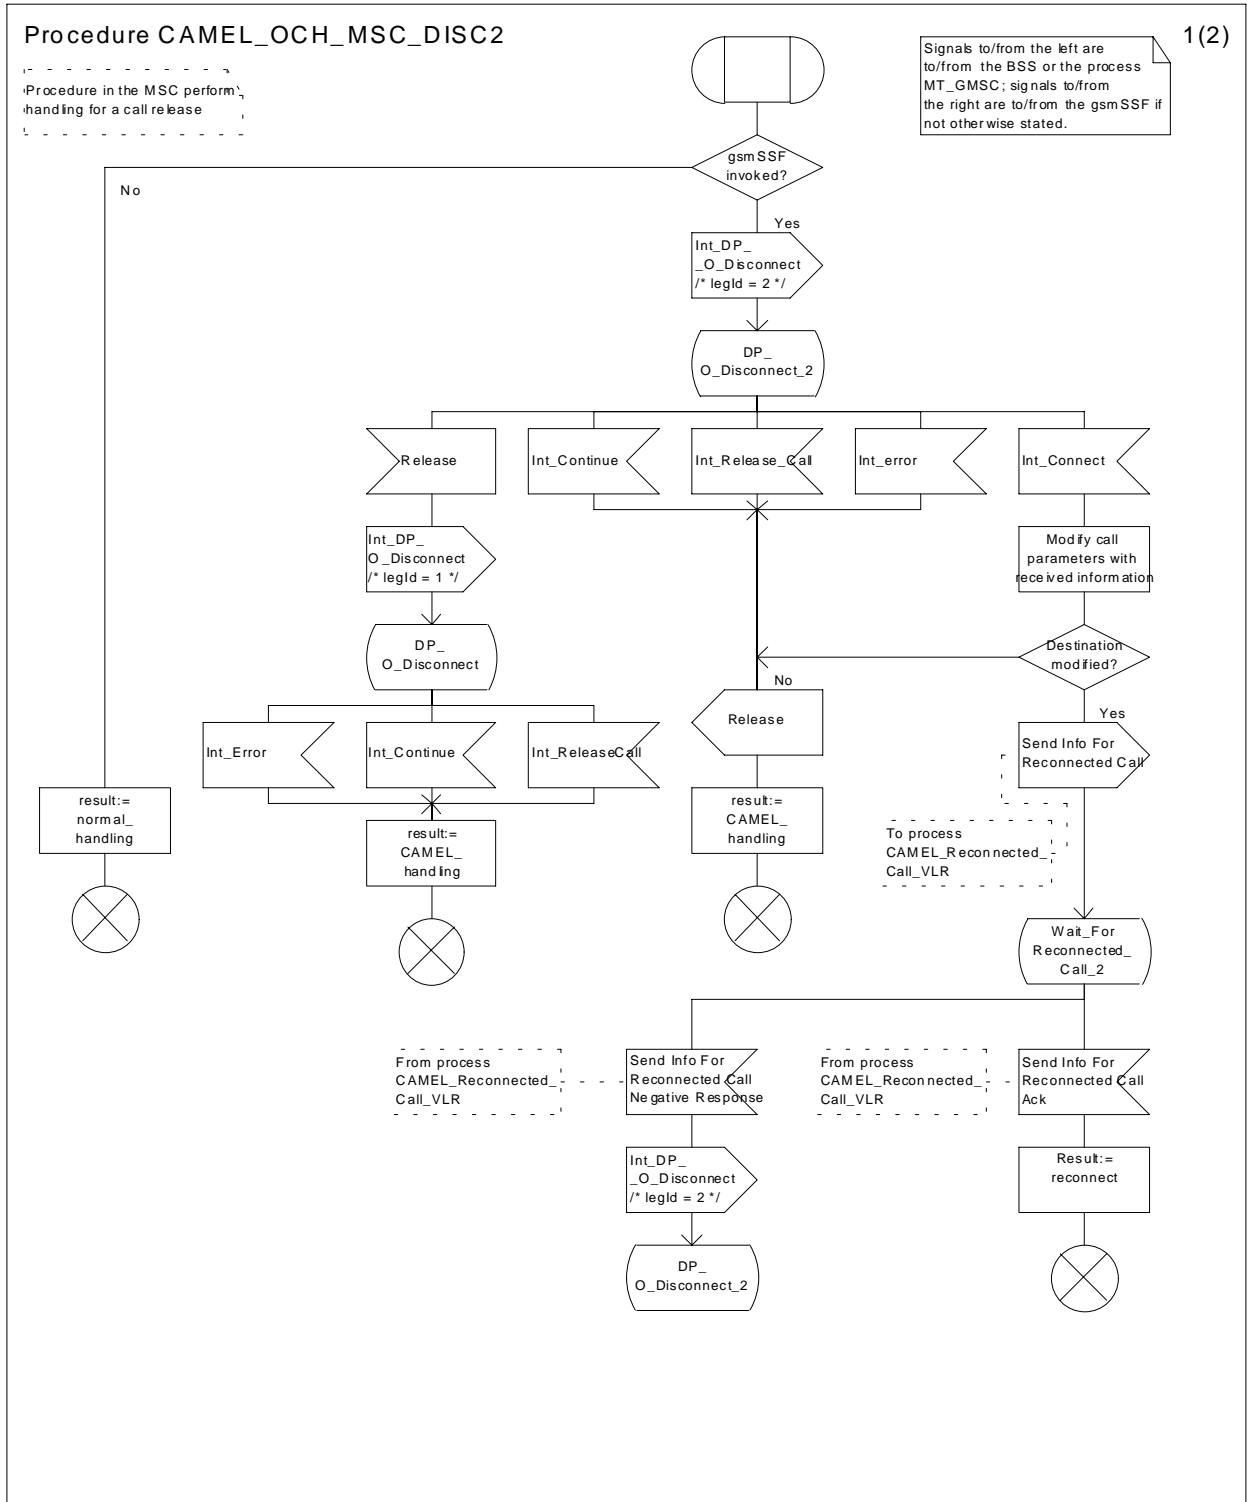 Procedure CAMEL_OCH_MSC_DISC2
1(2)
Procedure in the MSC perform
handling for a call release
Signals to/from the left are
to/from the BSS or the process
MT_GMSC; signals to/from
the right are to/from the gsmSSF if
not otherwise stated.
gsmSSF
invoked?
No
Yes
Int_DP_
_O_Disconnect
/* legId = 2 */
DP_
O_Disconnect_2
Release
Int_Continue
Int_Release_Call
Int_error
Int_Connect
Int_DP_
O_Disconnect
/* legId = 1 */
Modify call
parameters with
received information
DP_
O_Disconnect
Destination
modified?
No
Yes
Release
Int_Error
Int_Continue
Int_ReleaseCall
Send Info For
Reconnected Call
result:=
normal_
handling
result:=
CAMEL_
handling
result:=
CAMEL_
handling
To process
CAMEL_Reconnected_
Call_VLR
Wait_For
Reconnected_
Call_2
From process
CAMEL_Reconnected_
Call_VLR
Send Info For
Reconnected Call
Negative Response
From process
CAMEL_Reconnected_
Call_VLR
Send Info For
Reconnected Call
Ack
Int_DP_
_O_Disconnect
/* legId = 2 */
Result:=
reconnect
DP_
O_Disconnect_2